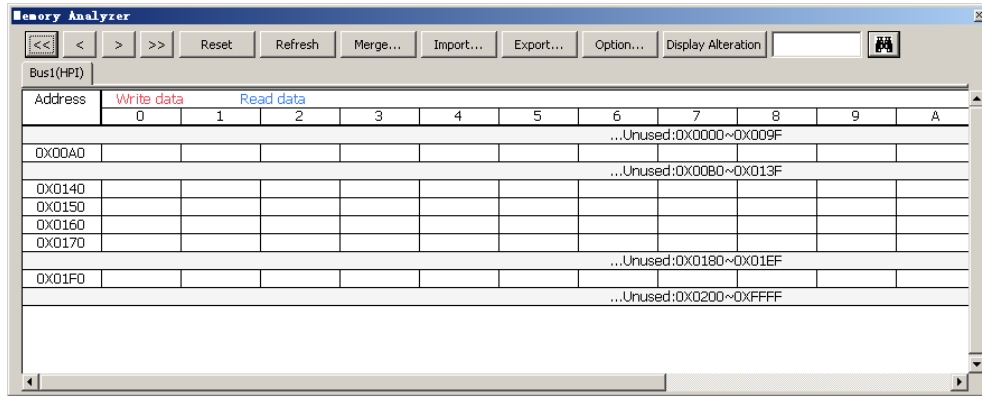 Memory Analyzer
<< < > >> Reset Refresh Merge... Import... Export... Option... Display Alteration
Bus1(HPI)
Address Write data Read data
0 1 2 3 4 5 6 7 8 9 A
...Unused:0X0000~0X009F
0X00A0
...Unused:0X00B0~0X013F
0X0140
0X0150
0X0160
0X0170
...Unused:0X0180~0X01EF
0X01F0
...Unused:0X0200~0XFFFF